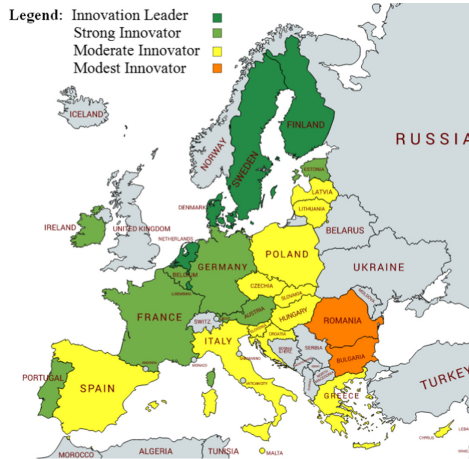 Legend: Innovation Leader
Strong Innovator
Moderate Innovator
Modest Innovator
ICELAND
FINLAND
RUSSIA
NORWAY
SWEDEN
ESTONIA
LATVIA
DENMARK
LITHUANIA
IRELAND
UNITED KINGDOM
NETHERLANDS
BELARUS
POLAND
GERMANY
BELGIUM
UKRAINE
CZECHIA
SLOVAKIA
AUSTRIA
HUNGARY
FRANCE
SWITZ.
ROMANIA
ITALY
CROATIA
SERBIA
BULGARIA
MONACO
PORTUGAL
SPAIN
GREECE
TURKEY
MALTA
CYPRUS
MOROCCO
ALGERIA
TUNISIA